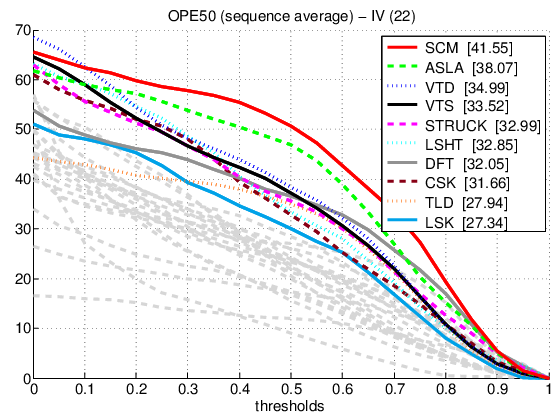 OPE50 (sequence average) – IV (22)
70
60
50
40
30
20
10
0
SCM [41.55]
ASLA [38.07]
VTD [34.99]
VTS [33.52]
STRUCK [32.99]
LSHT [32.85]
DFT [32.05]
CSK [31.66]
TLD [27.94]
LSK [27.34]
0 0.1 0.2 0.3 0.4 0.5 0.6 0.7 0.8 0.9 1
thresholds